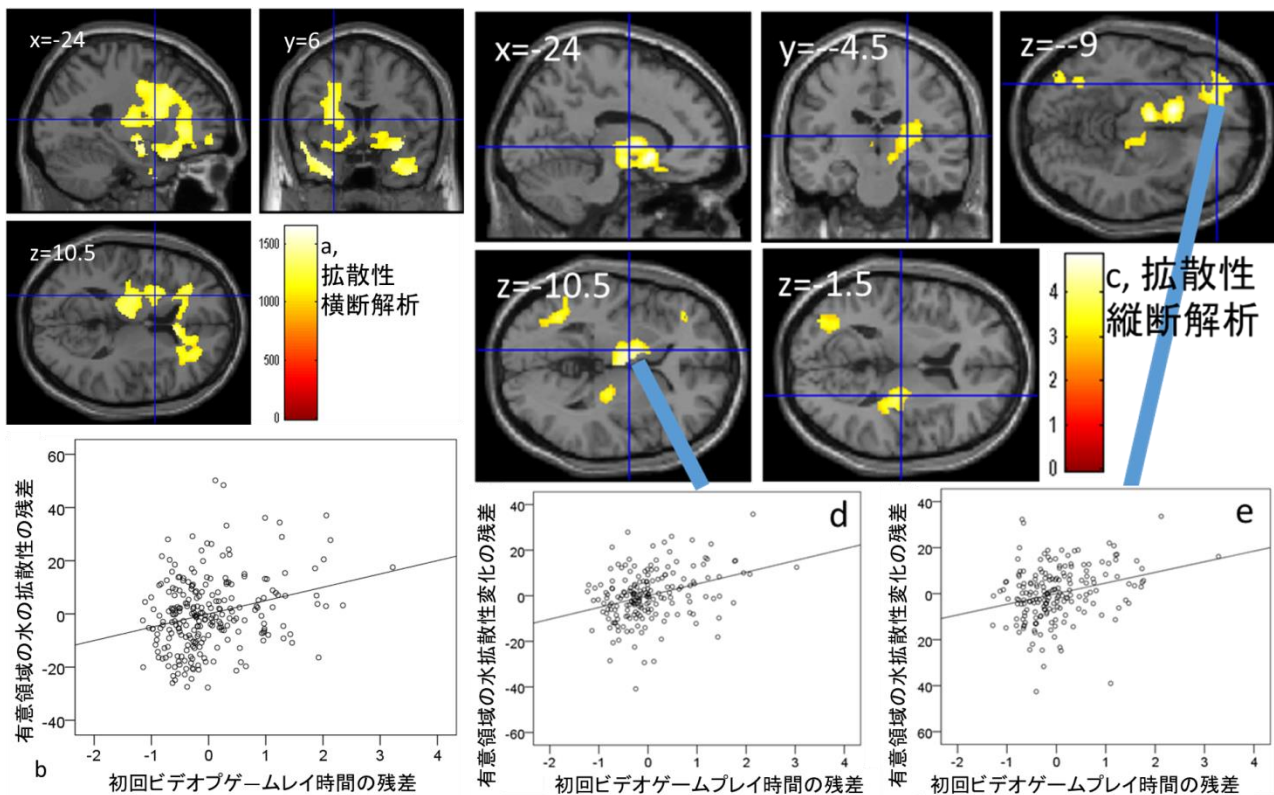 x=-24
y=6
z=10.5
1500
1000
500
0
a,
拡散性
横断解析
x=-24
y=--4.5
z=--9
z=-10.5
z=-1.5
4
3
2
1
0
c, 拡散性
縦断解析
有意領域の水の拡散性の残差
60
40
20
0
-20
-40
-2 -1 0 1 2 3 4
b
初回ビデオプゲームレイ時間の残差
有意領域の水拡散性変化の残差
40
20
0
-20
-40
-60
d
-2 -1 0 1 2 3 4
初回ビデオゲームプレイ時間の残差
有意領域の水拡散性変化の残差
40
20
0
-20
-40
60
e
-2 -1 0 1 2 3 4
初回ビデオゲームプレイ時間の残差